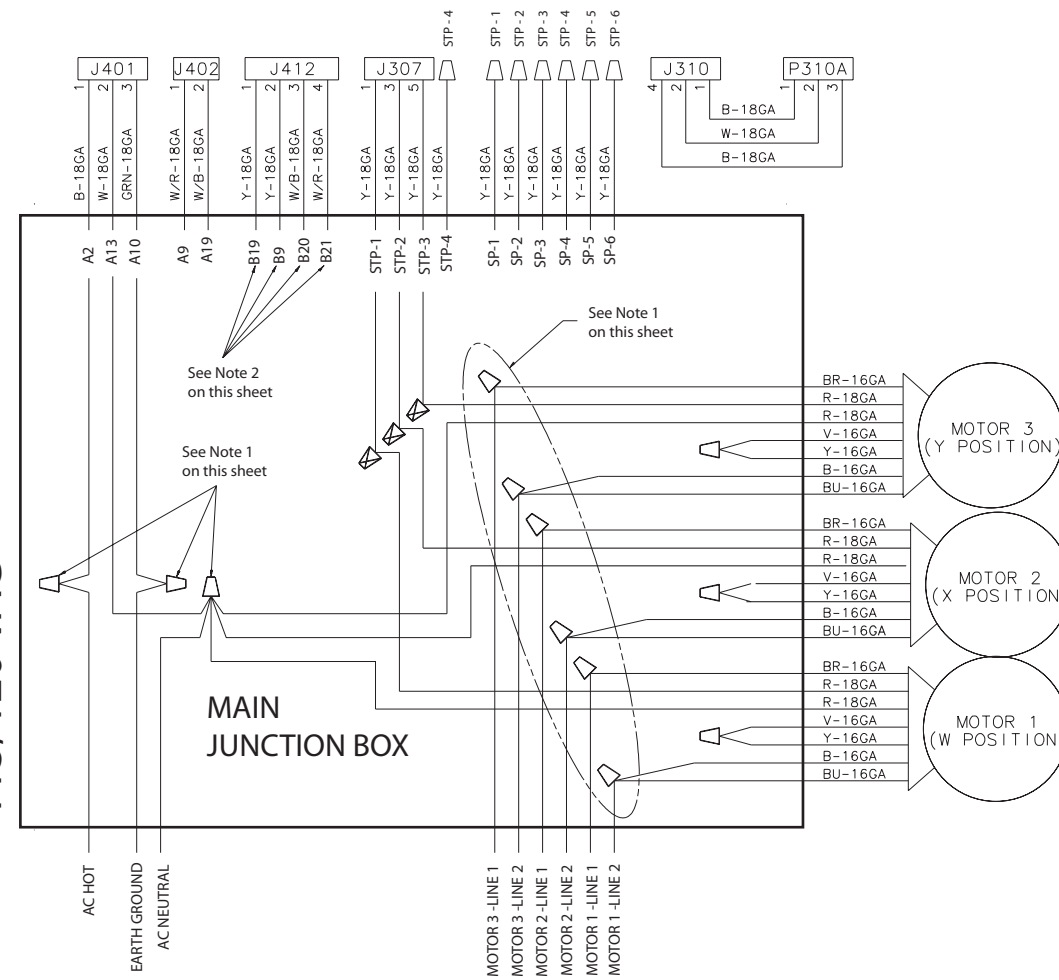 STP-4
STP-1
STP-2
STP-3
STP-4
STP-5
STP-6
J401
J402
J412
J307
J310
P310A
1
2
3
1
2
1
2
3
4
1
3
5
4
2
1
1
2
3
B-18GA
W-18GA
B-18GA
B-18GA
W-18GA
GRN-18GA
W/R-18GA
W/B-18GA
Y-18GA
Y-18GA
W/B-18GA
W/R-18GA
Y-18GA
Y-18GA
Y-18GA
Y-18GA
Y-18GA
Y-18GA
Y-18GA
Y-18GA
Y-18GA
Y-18GA
A2
A13
A10
A9
A19
B19
B9
B20
B21
STP-1
STP-2
STP-3
STP-4
SP-1
SP-2
SP-3
SP-4
SP-5
SP-6
See Note 1
on this sheet
See Note 2
on this sheet
See Note 1
on this sheet
BR-16GA
R-18GA
R-18GA
V-16GA
Y-16GA
B-16GA
BU-16GA
MOTOR 3
(Y POSITION)
BR-16GA
R-18GA
R-18GA
V-16GA
Y-16GA
B-16GA
BU-16GA
MOTOR 2
(X POSITION
BR-16GA
R-18GA
R-18GA
V-16GA
Y-16GA
B-16GA
BU-16GA
MOTOR 1
(W POSITION
MAIN
JUNCTION BOX
AC HOT
EARTH GROUND
AC NEUTRAL
MOTOR 3 -LINE 1
MOTOR 3 -LINE 2
MOTOR 2 -LINE 1
MOTOR 2 -LINE 2
MOTOR 1 -LINE 1
MOTOR 1 -LINE 2